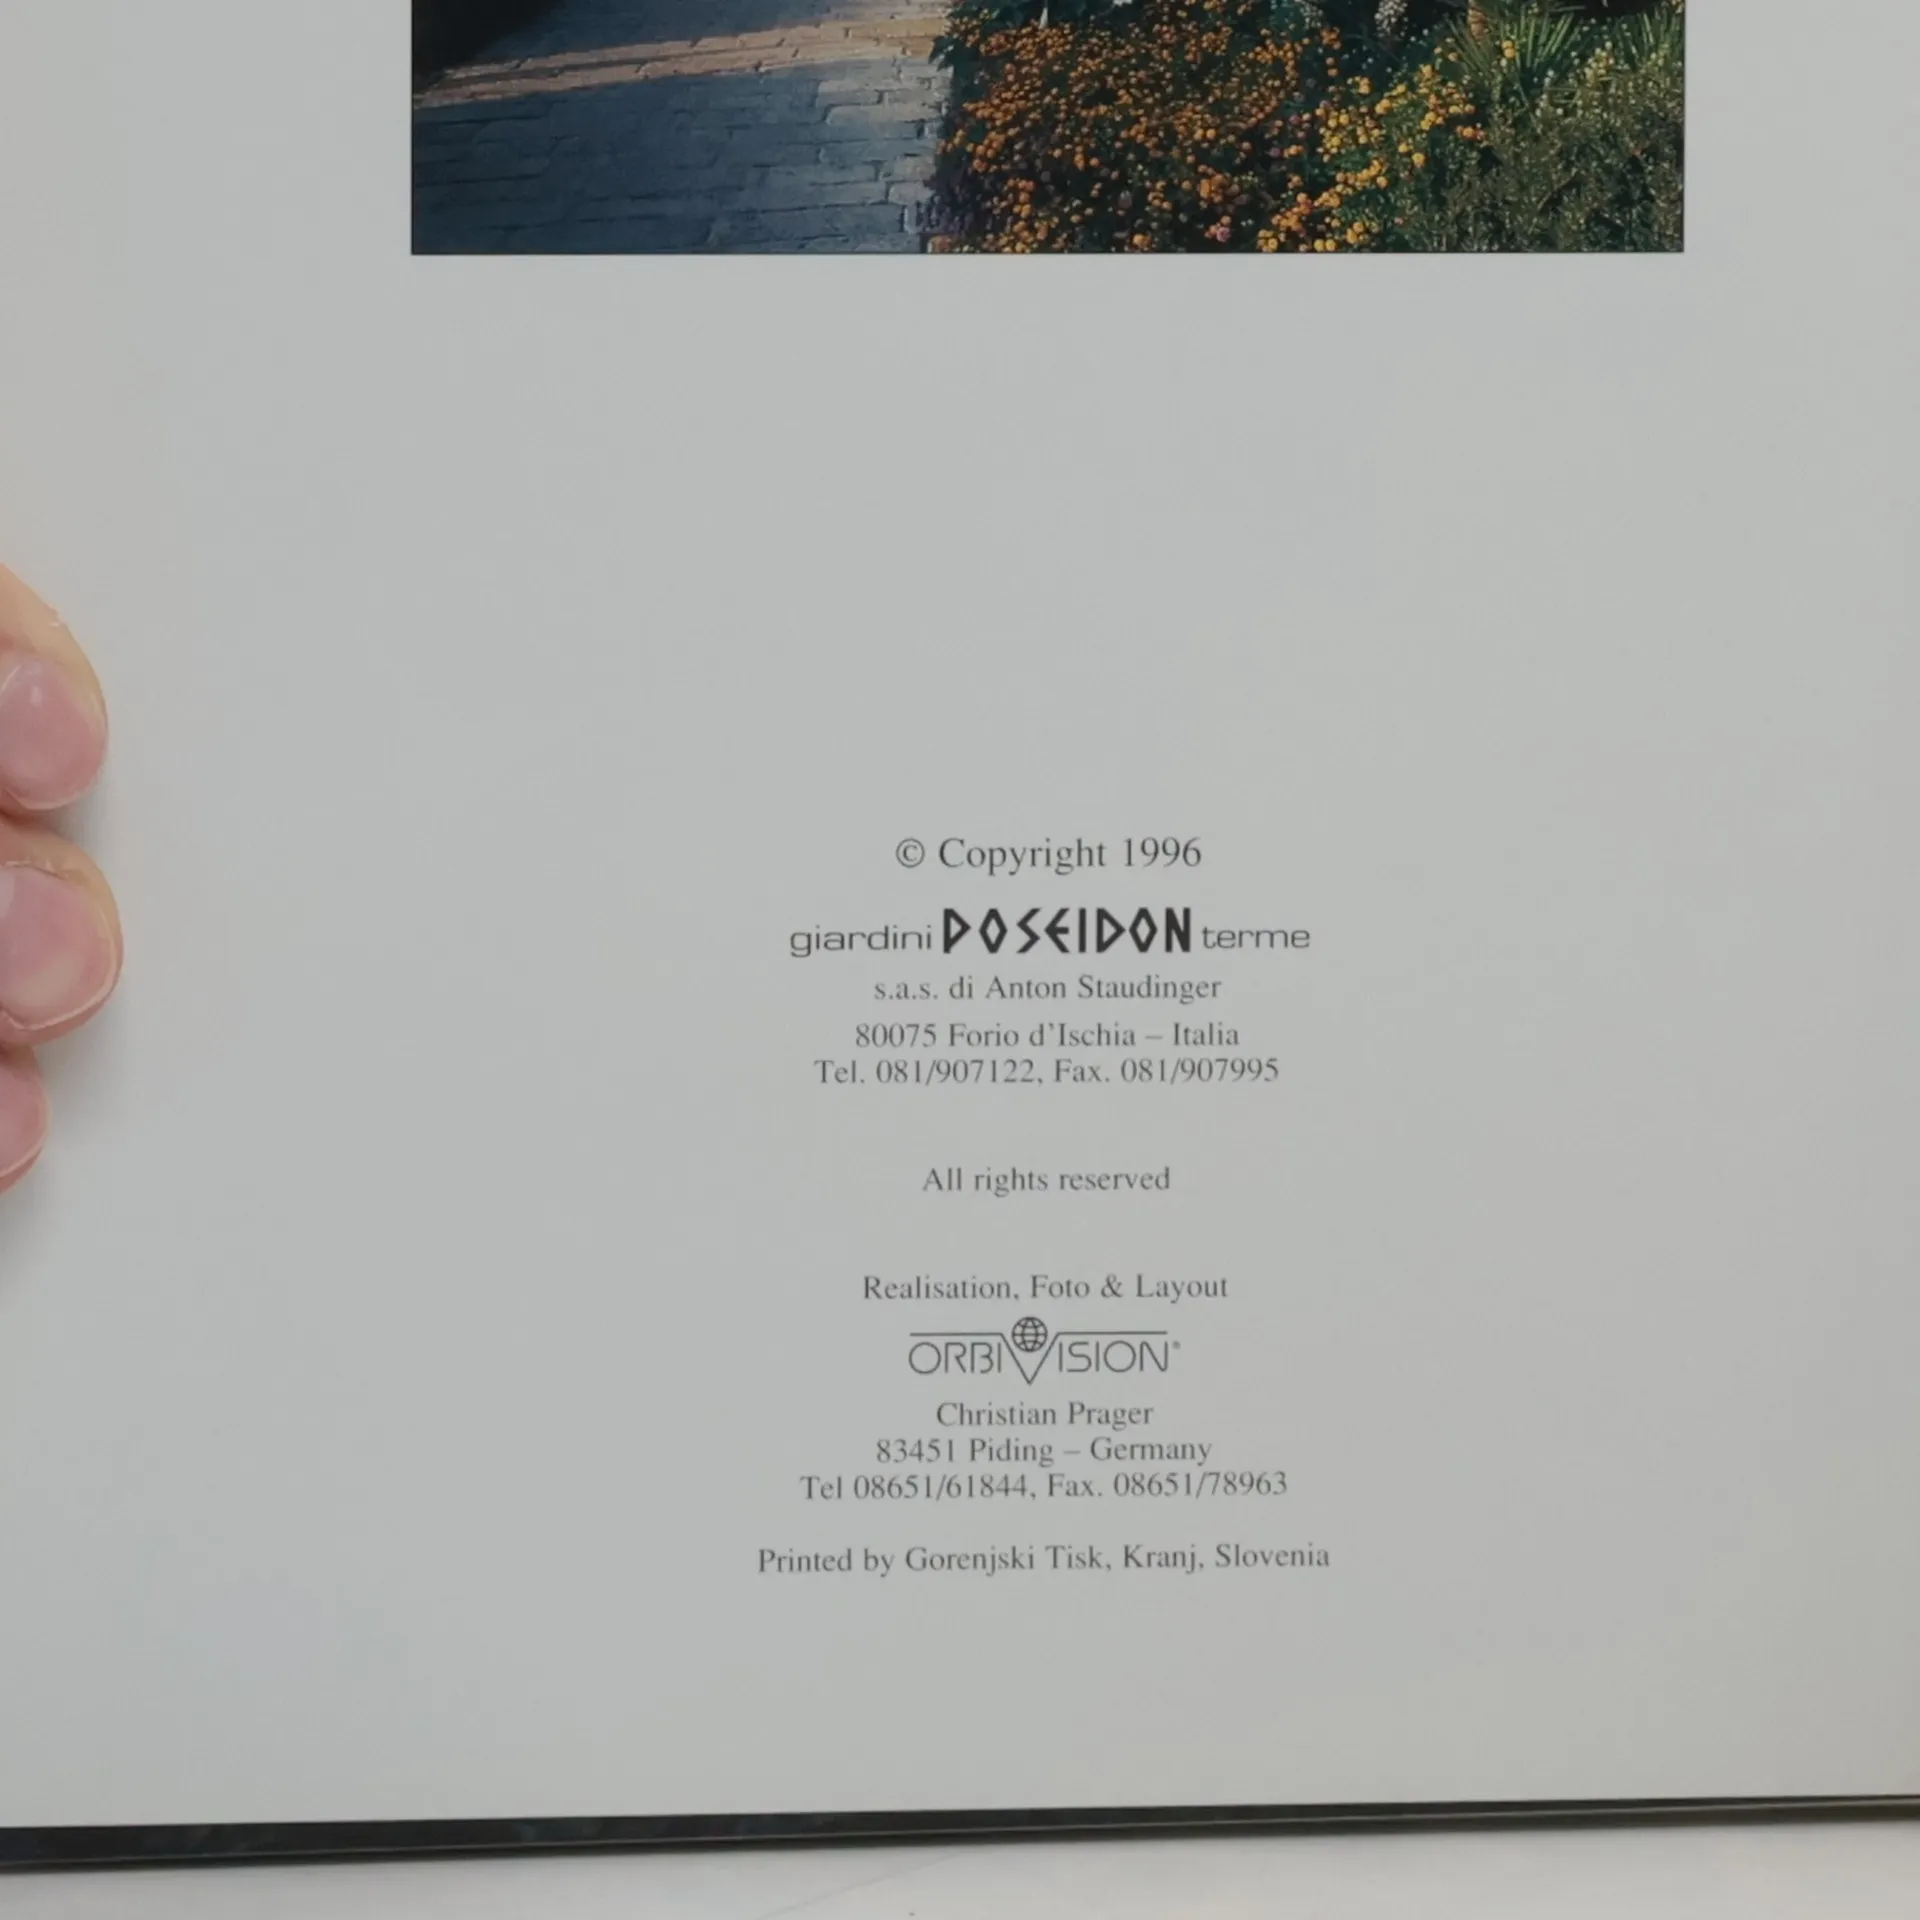 © Copyright 1996
giardini POSEIDON terme
s.a.s. di Anton Staudinger
80075 Forio d'Ischia – Italia
Tel. 081/907122, Fax. 081/907995
All rights reserved
Realisation, Foto & Layout
ORBIVISION®
Christian Prager
83451 Piding – Germany
Tel 08651/61844, Fax. 08651/78963
Printed by Gorenjski Tisk, Kranj, Slovenia